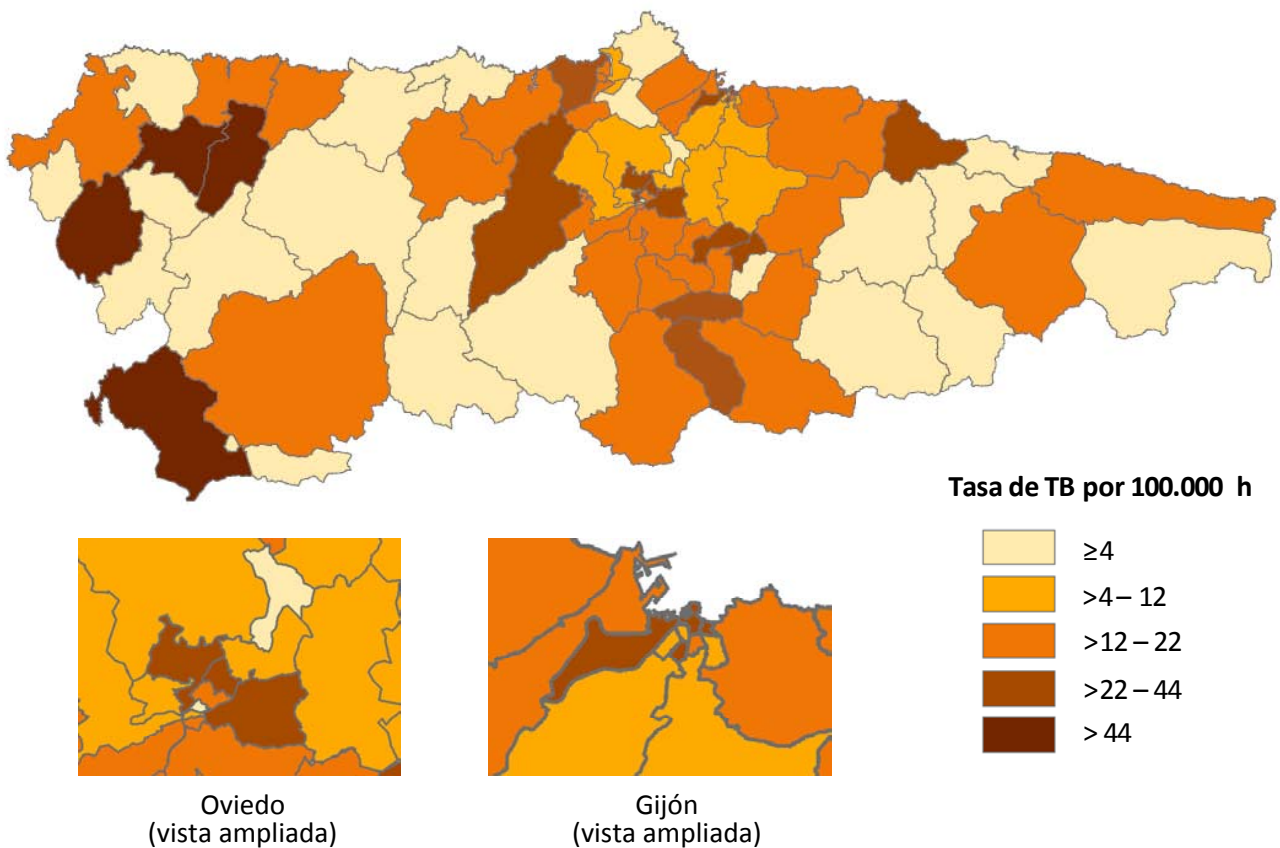 Tasa de TB por 100.000 h
≥4
>4 – 12
>12 – 22
>22 – 44
> 44
Oviedo
(vista ampliada)
Gijón
(vista ampliada)